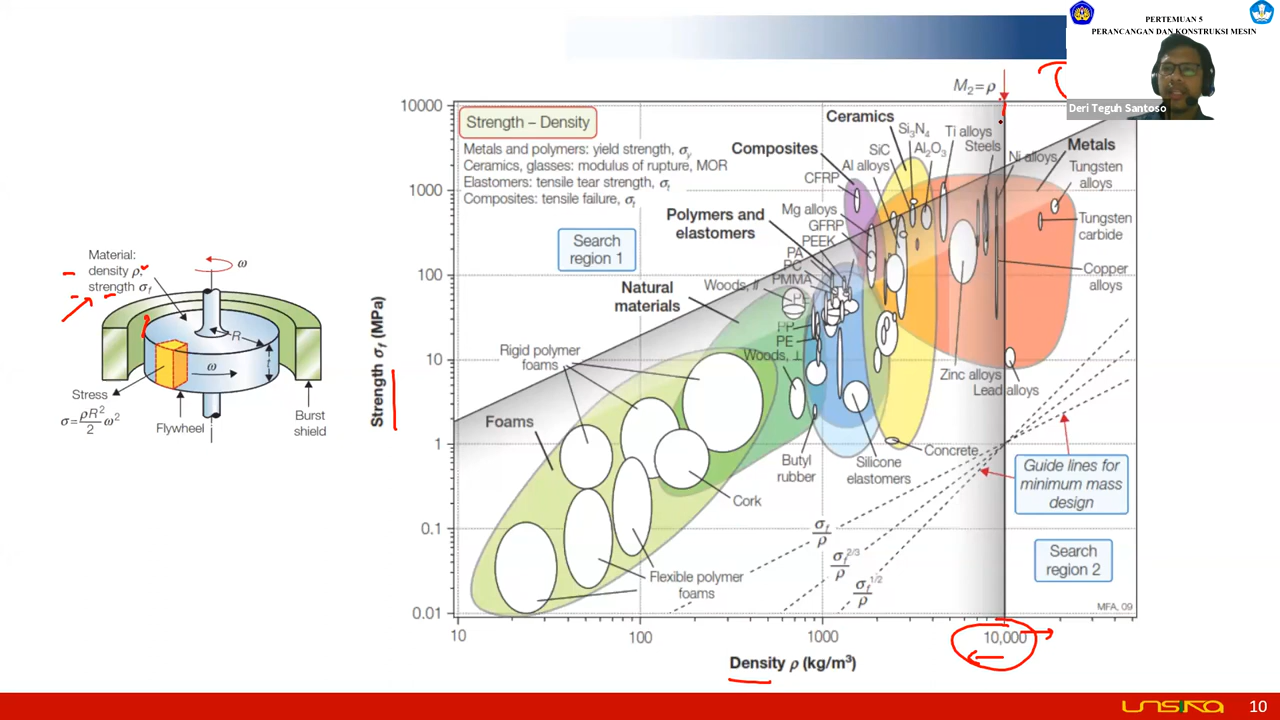 PERTEMUAN 5
PERANCANGAN DAN KONSTRUKSI MESIN
Deri Teguh Santoso
Material:
density ρ;
strength σf
ω
R
t
ω
Stress
σ=ρR²/2 ω²
Flywheel
Burst
shield
M₂=ρ
Strength – Density
Metals and polymers: yield strength, σy
Ceramics, glasses: modulus of rupture, MOR
Elastomers: tensile tear strength, σt
Composites: tensile failure, σt
Search
region 1
Ceramics
Si₃N₄
Ti alloys
SiC
Al₂O₃
Steels
Al alloys
Ni alloys
Metals
Tungsten
alloys
Composites
CFRP
Mg alloys
GFRP
PEEK
Polymers and
elastomers
PA
PC
PMMA
Tungsten
carbide
Copper
alloys
Natural
materials
Woods, //
PE
PP
PE
Woods, ⊥
Rigid polymer
foams
Foams
Zinc alloys
Lead alloys
Concrete
Butyl
rubber
Silicone
elastomers
Cork
Flexible polymer
foams
Guide lines for
minimum mass
design
σf/ρ
σf^2/3/ρ
σf^1/2/ρ
Search
region 2
MFA, 09
Strength σf (MPa)
10000
1000
100
10
1
0.1
0.01
10
100
1000
10,000
Density ρ (kg/m³)
unsika
10